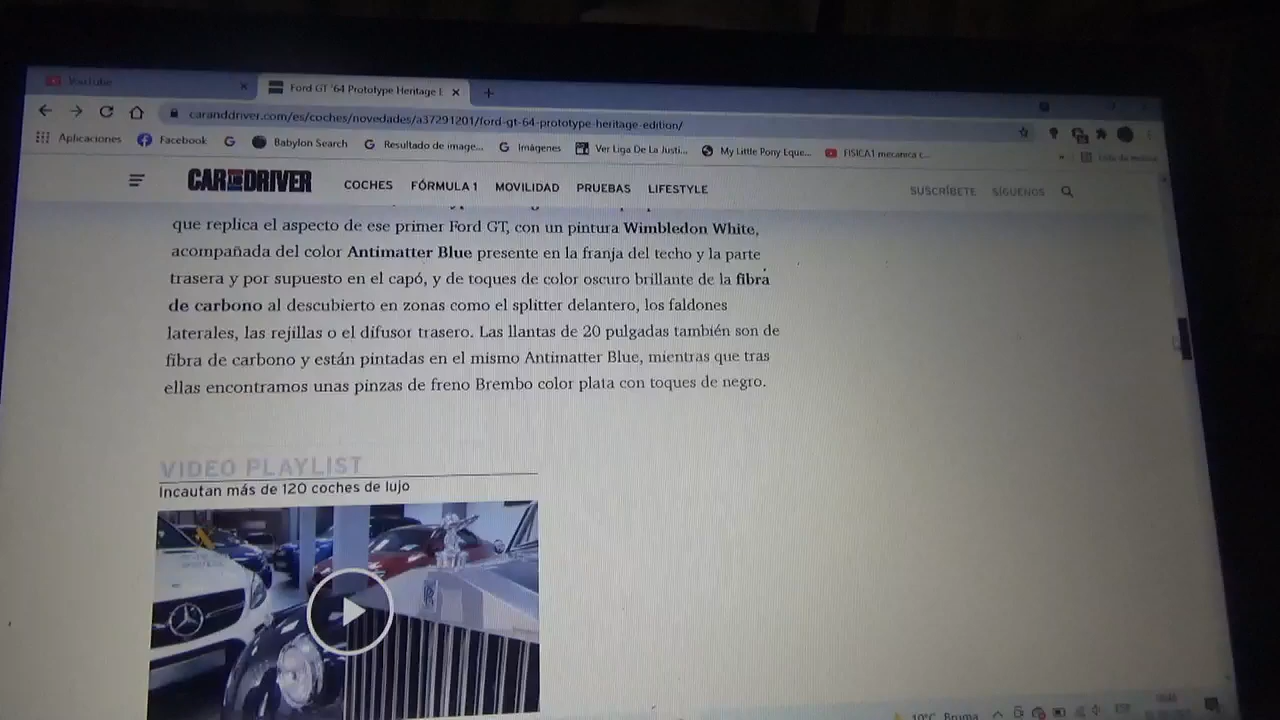 YouTube
Ford GT '64 Prototype Heritage E
caranddriver.com/es/coches/novedades/a37291201/ford-gt-64-prototype-heritage-edition/
Aplicaciones Facebook Babylon Search Resultado de image... Imágenes Ver Liga De La Justi... My Little Pony Eque... FISICA1 mecanica c...
CAR AND DRIVER COCHES FÓRMULA 1 MOVILIDAD PRUEBAS LIFESTYLE SUSCRÍBETE SÍGUENOS
que replica el aspecto de ese primer Ford GT, con un pintura Wimbledon White,
acompañada del color Antimatter Blue presente en la franja del techo y la parte
trasera y por supuesto en el capó, y de toques de color oscuro brillante de la fibra
de carbono al descubierto en zonas como el splitter delantero, los faldones
laterales, las rejillas o el difusor trasero. Las llantas de 20 pulgadas también son de
fibra de carbono y están pintadas en el mismo Antimatter Blue, mientras que tras
ellas encontramos unas pinzas de freno Brembo color plata con toques de negro.
VIDEO PLAYLIST
Incautan más de 120 coches de lujo
10°C Bruma